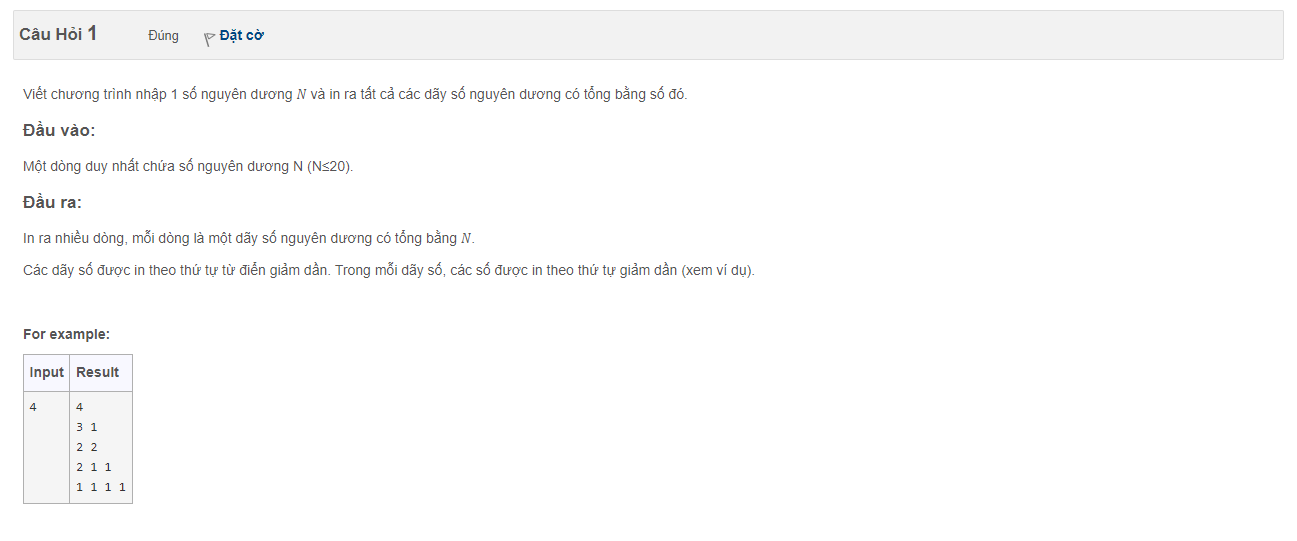 Câu Hỏi 1 Đúng Đặt cờ
Viết chương trình nhập 1 số nguyên dương N và in ra tất cả các dãy số nguyên dương có tổng bằng số đó.
Đầu vào:
Một dòng duy nhất chứa số nguyên dương N (N≤20).
Đầu ra:
In ra nhiều dòng, mỗi dòng là một dãy số nguyên dương có tổng bằng N.
Các dãy số được in theo thứ tự từ điển giảm dần. Trong mỗi dãy số, các số được in theo thứ tự giảm dần (xem ví dụ).
For example:
Input Result
4 4
3 1
2 2
2 1 1
1 1 1 1